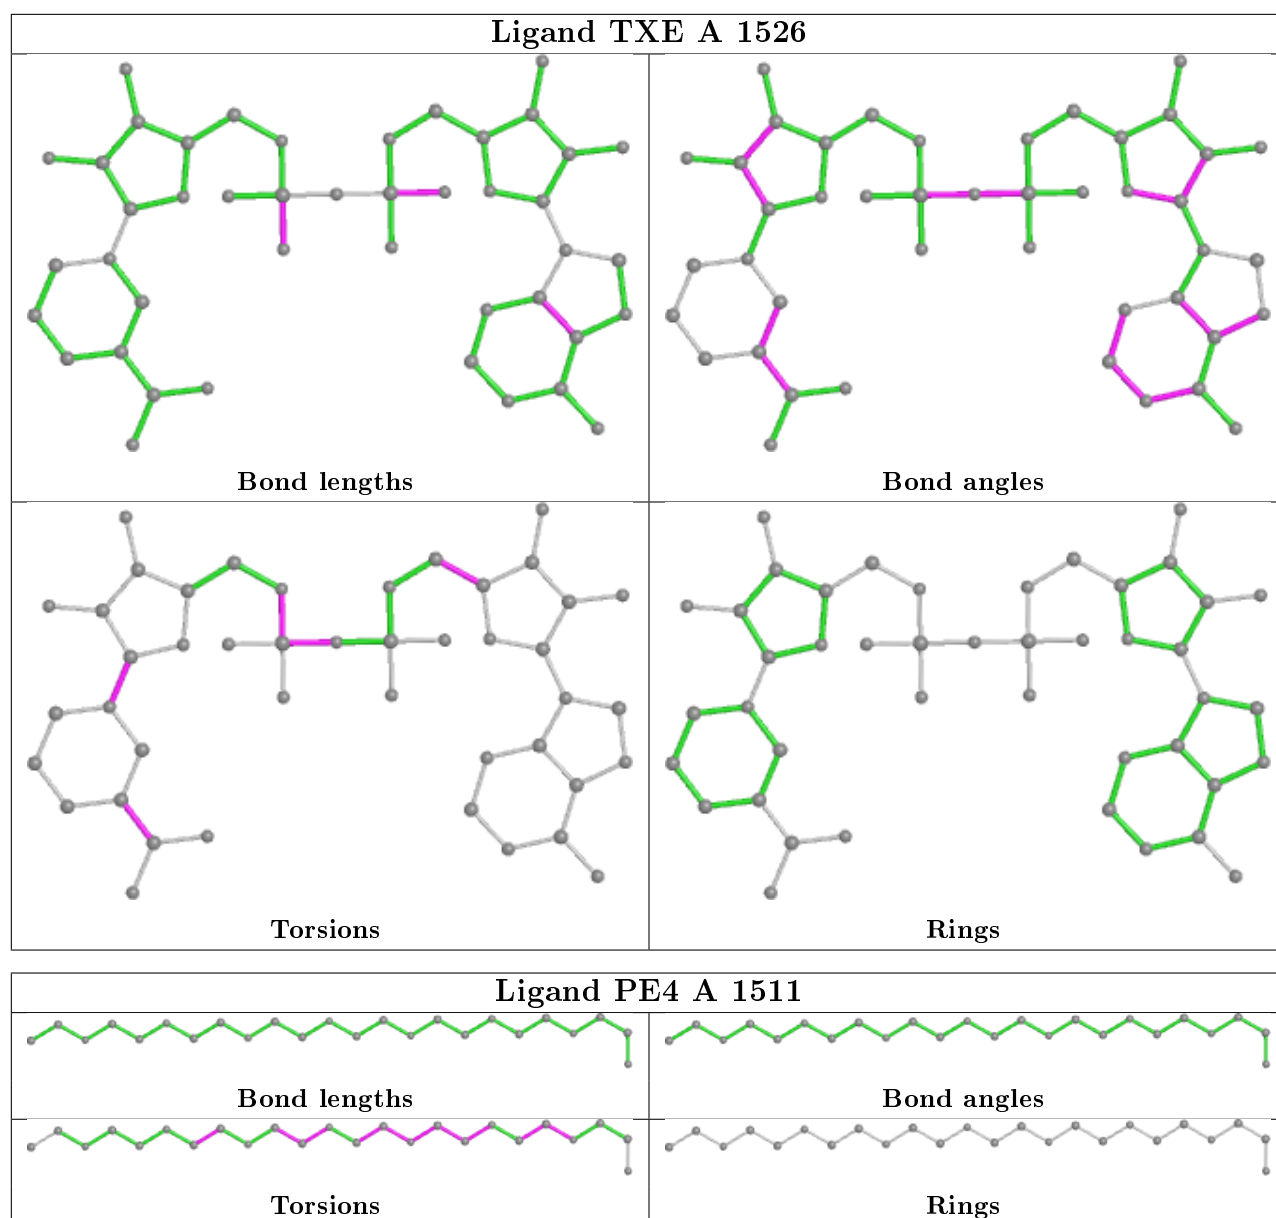 Ligand TXE A 1526
Bond lengths
Bond angles
Torsions
Rings
Ligand PE4 A 1511
Bond lengths
Bond angles
Torsions
Rings